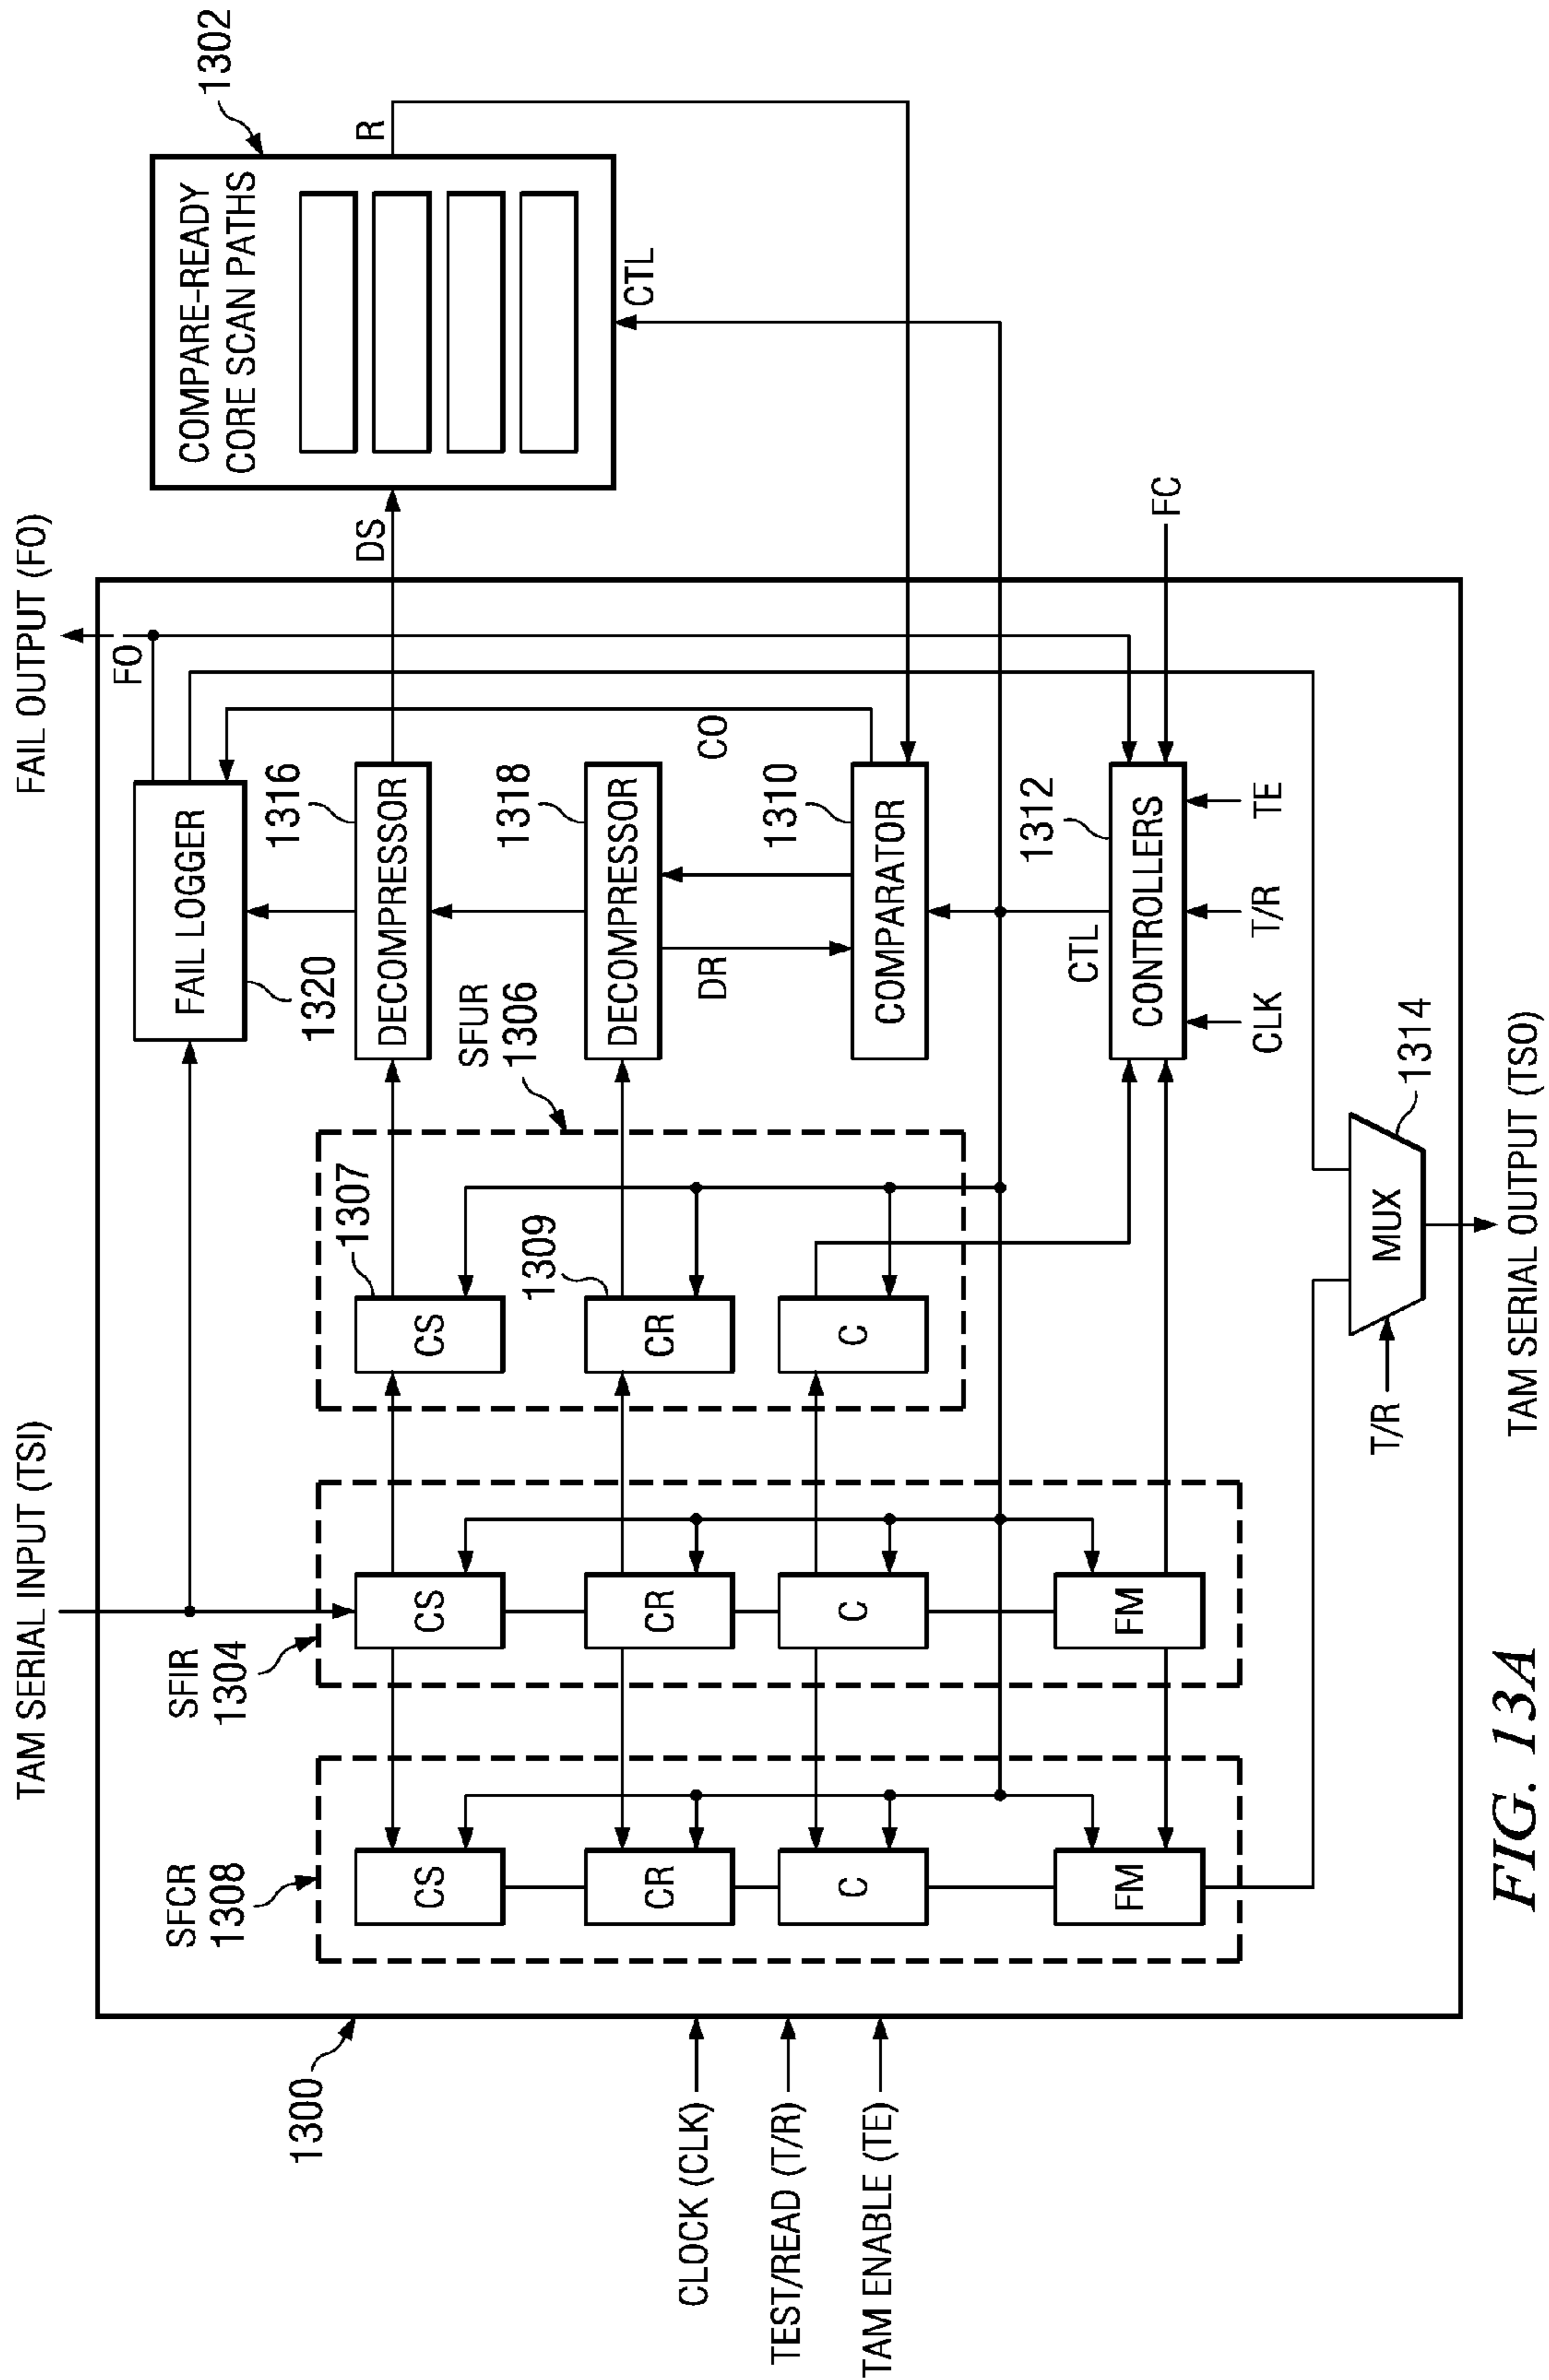 TAM SERIAL INPUT (TSI)
FAIL OUTPUT (FO)
1300
CLOCK (CLK)
TEST/READ (T/R)
TAM ENABLE (TE)
SFCR
1308
CS
CR
C
FM
SFIR
1304
CS
CR
C
FM
SFUR
1306
1307
CS
1309
CR
C
FAIL LOGGER
1320
FO
DECOMPRESSOR
1316
DS
DECOMPRESSOR
1318
DR
CO
COMPARATOR
1310
CTL
CONTROLLERS
1312
CLK
T/R
TE
FC
COMPARE-READY
CORE SCAN PATHS
1302
R
CTL
T/R
MUX
1314
TAM SERIAL OUTPUT (TSO)
FIG. 13A